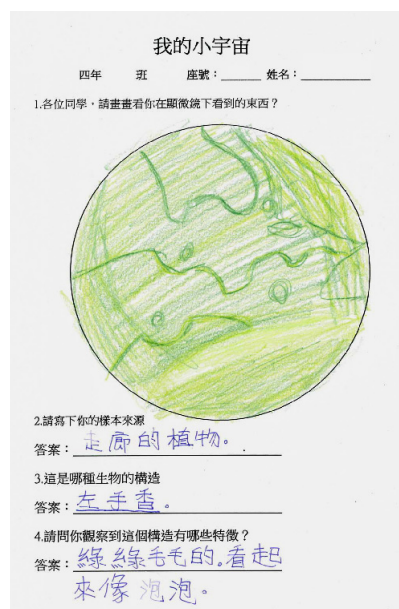 我的小宇宙
四年 班 座號：______ 姓名：__________
1.各位同學，請畫畫看你在顯微鏡下看到的東西？
2.請寫下你的樣本來源
答案：走廊的植物。
3.這是哪種生物的構造
答案：左手香。
4.請問你觀察到這個構造有哪些特徵？
答案：綠綠毛毛的。看起
來像泡泡。